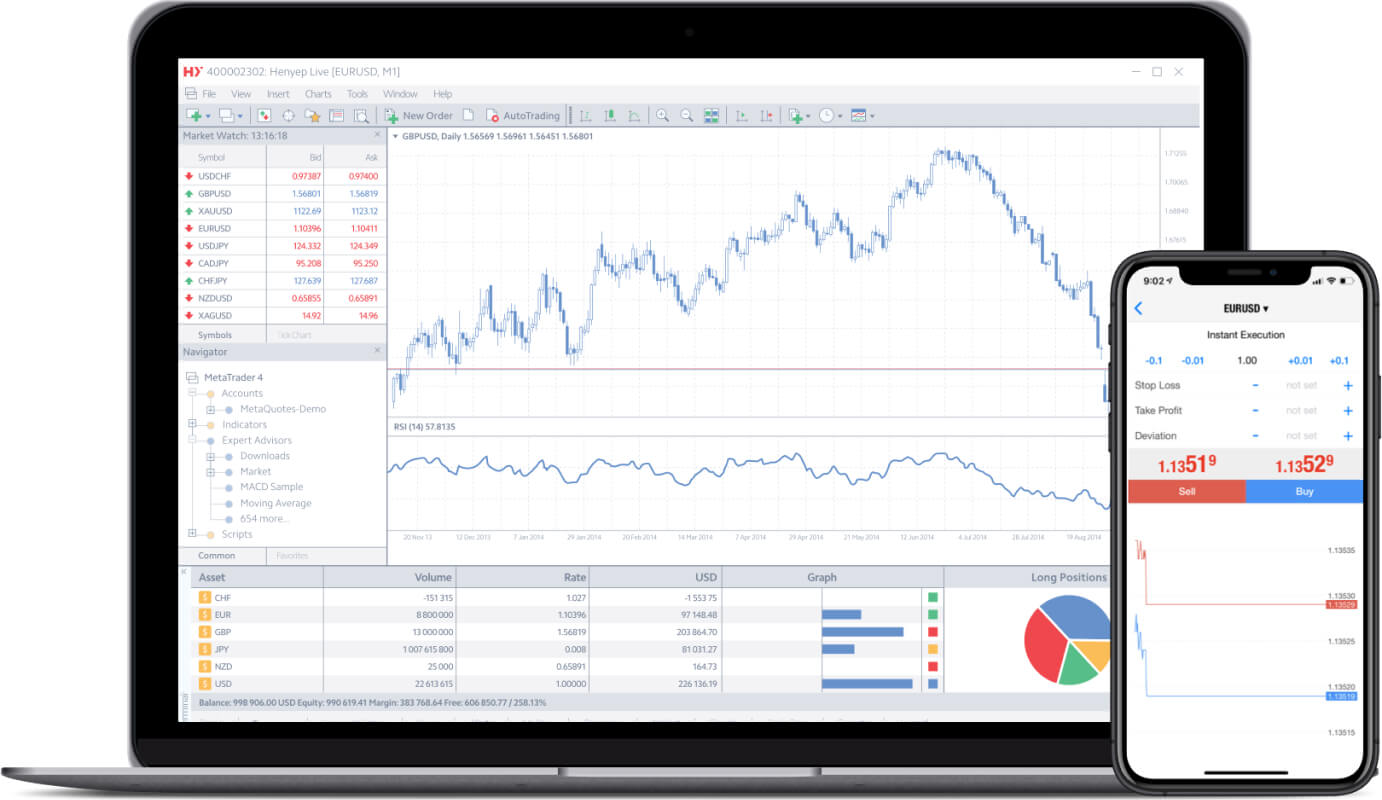 HY 400002302: Henyep Live [EURUSD, M1]
File View Insert Charts Tools Window Help
New Order AutoTrading
Market Watch: 13:16:18
Symbol Bid Ask
USDCHF 0.97387 0.97400
GBPUSD 1.56801 1.56819
XAUUSD 1122.69 1123.12
EURUSD 1.10396 1.10411
USDJPY 124.332 124.349
CADJPY 95.208 95.250
CHFJPY 127.639 127.687
NZDUSD 0.65855 0.65891
XAGUSD 14.92 14.96
Symbols Tick Chart
Navigator
MetaTrader 4
Accounts
MetaQuotes-Demo
Indicators
Expert Advisors
Downloads
Market
MACD Sample
Moving Average
654 more...
Scripts
Common Favorites
GBPUSD, Daily 1.56569 1.56961 1.56451 1.56801
1.71255
1.70065
1.68840
1.67615
RSI (14) 57.8135
20 Nov 13 12 Dec 2013 7 Jan 2014 29 Jan 2014 20 Feb 2014 14 Mar 2014 7 Apr 2014 29 Apr 2014 21 May 2014 12 Jun 2014 4 Jul 2014 28 Jul 2014 19 Aug 2014
Asset Volume Rate USD Graph Long Positions
CHF -151 315 1.027 -1 553 75
EUR 8 800 000 1.10396 97 148.48
GBP 13 000 000 1.56819 203 864.70
JPY 1 007 615 800 0.008 81 031.27
NZD 25 000 0.65891 164.73
USD 22 613 615 1.00000 226 136.19
Balance: 998 906.00 USD Equity: 990 619.41 Margin: 383 768.64 Free: 606 850.77 / 258.13%
9:02
EURUSD
Instant Execution
-0.1 -0.01 1.00 +0.01 +0.1
Stop Loss - not set +
Take Profit - not set +
Deviation - not set +
1.13519 1.13529
Sell Buy
1.13535
1.13530
1.13529
1.13525
1.13520
1.13519
1.13515